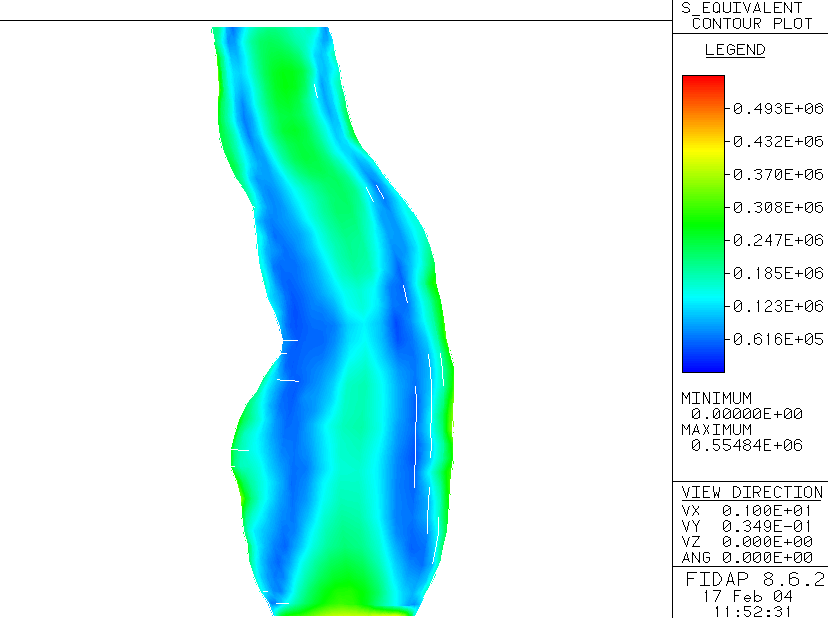 S_EQUIVALENT
CONTOUR PLOT
LEGEND
0.493E+06
0.432E+06
0.370E+06
0.308E+06
0.247E+06
0.185E+06
0.123E+06
0.616E+05
MINIMUM
0.00000E+00
MAXIMUM
0.55484E+06
VIEW DIRECTION
VX 0.100E+01
VY 0.349E-01
VZ 0.000E+00
ANG 0.000E+00
FIDAP 8.6.2
17 Feb 04
11:52:31